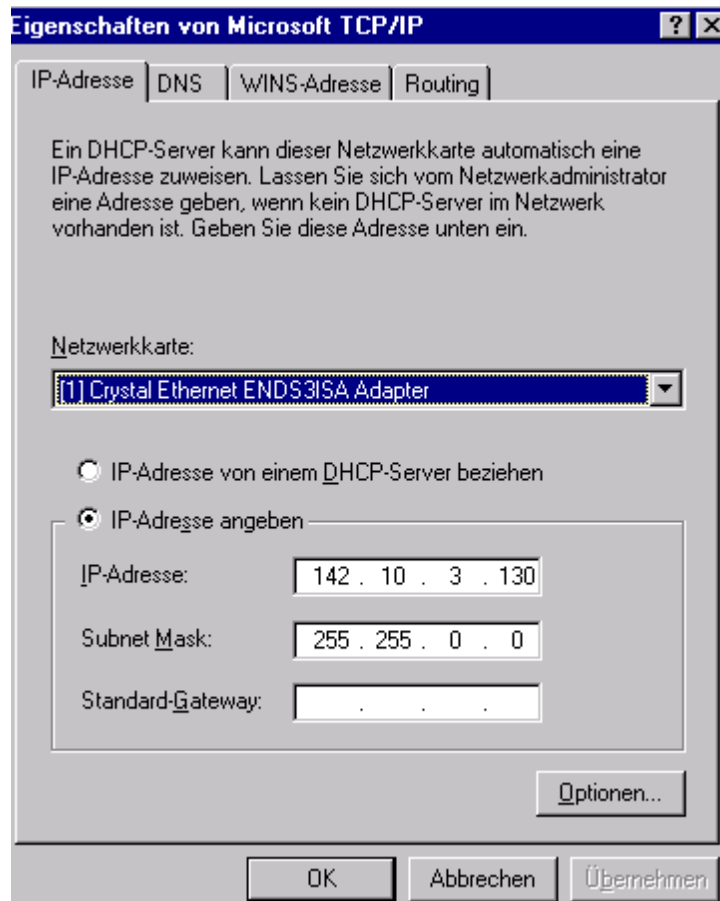 Eigenschaften von Microsoft TCP/IP
IP-Adresse DNS WINS-Adresse Routing
Ein DHCP-Server kann dieser Netzwerkkarte automatisch eine
IP-Adresse zuweisen. Lassen Sie sich vom Netzwerkadministrator
eine Adresse geben, wenn kein DHCP-Server im Netzwerk
vorhanden ist. Geben Sie diese Adresse unten ein.
Netzwerkkarte:
[1] Crystal Ethernet ENDS3ISA Adapter
IP-Adresse von einem DHCP-Server beziehen
IP-Adresse angeben
IP-Adresse: 142 . 10 . 3 . 130
Subnet Mask: 255 . 255 . 0 . 0
Standard-Gateway: . . .
Optionen...
OK Abbrechen Übernehmen